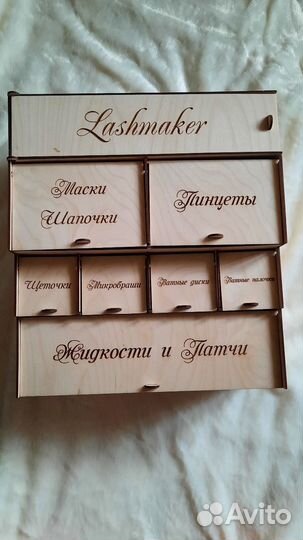 Lashmaker
Маски
Шапочки
Пинцеты
Щеточки
Микробраши
Ватные диски
Ватные палочки
Жидкости и Патчи
Avito